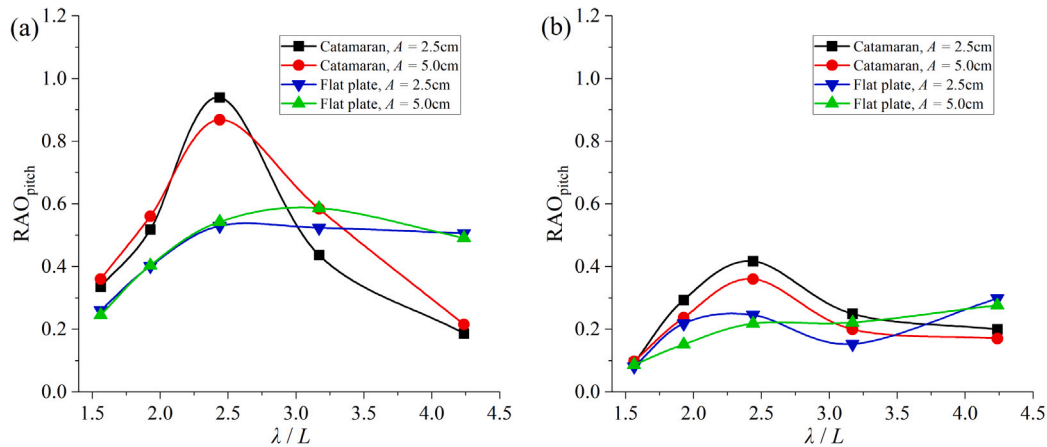 (a)
1.2
1.0
0.8
0.6
0.4
0.2
0.0
RAOpitch
Catamaran, A = 2.5cm
Catamaran, A = 5.0cm
Flat plate, A = 2.5cm
Flat plate, A = 5.0cm
1.5 2.0 2.5 3.0 3.5 4.0 4.5
λ / L
(b)
1.2
1.0
0.8
0.6
0.4
0.2
0.0
RAOpitch
Catamaran, A = 2.5cm
Catamaran, A = 5.0cm
Flat plate, A = 2.5cm
Flat plate, A = 5.0cm
1.5 2.0 2.5 3.0 3.5 4.0 4.5
λ / L